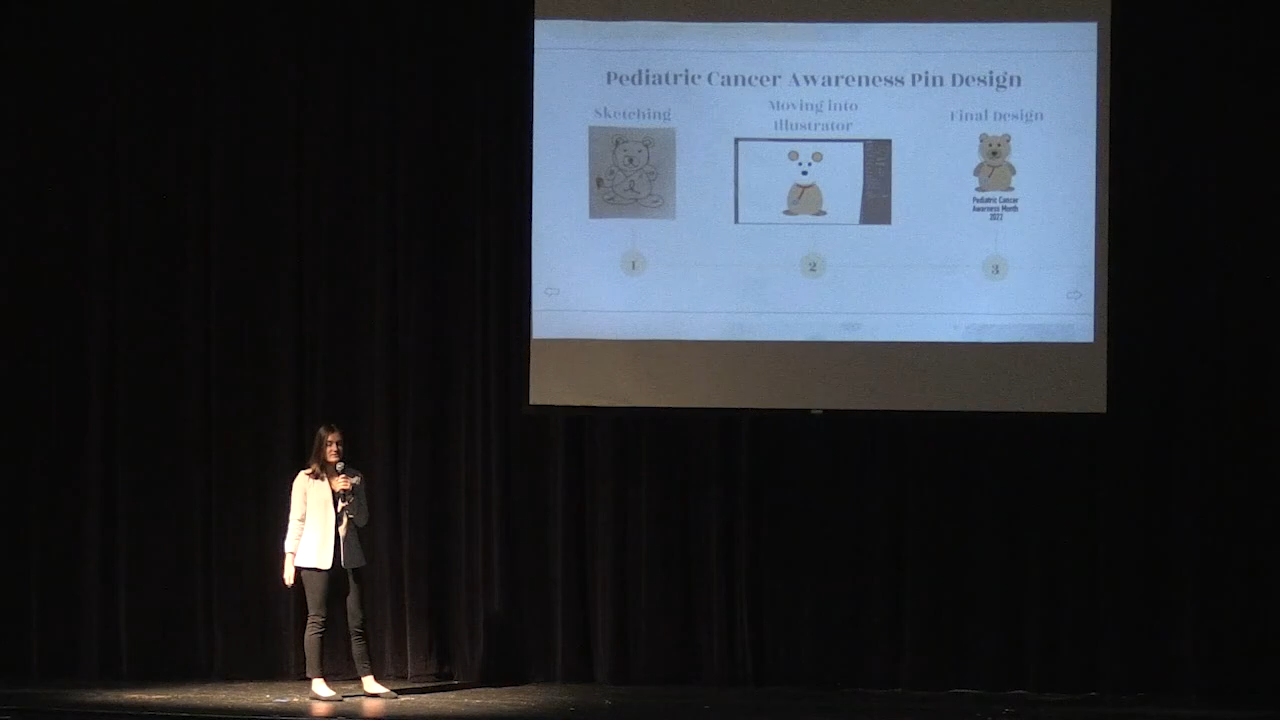 Pediatric Cancer Awareness Pin Design
Sketching
Moving into
Illustrator
Final Design
Pediatric Cancer
Awareness Month
2022
1
2
3